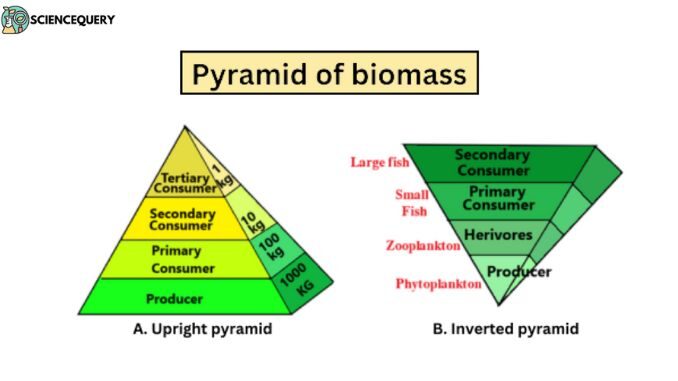 SCIENCEQUERY
Pyramid of biomass
Tertiary
Consumer
1
kg
Secondary
Consumer
10
kg
Primary
Consumer
100
kg
Producer
1000
KG
A. Upright pyramid
Large fish
Secondary
Consumer
Small
Fish
Primary
Consumer
Zooplankton
Herivores
Phytoplankton
Producer
B. Inverted pyramid